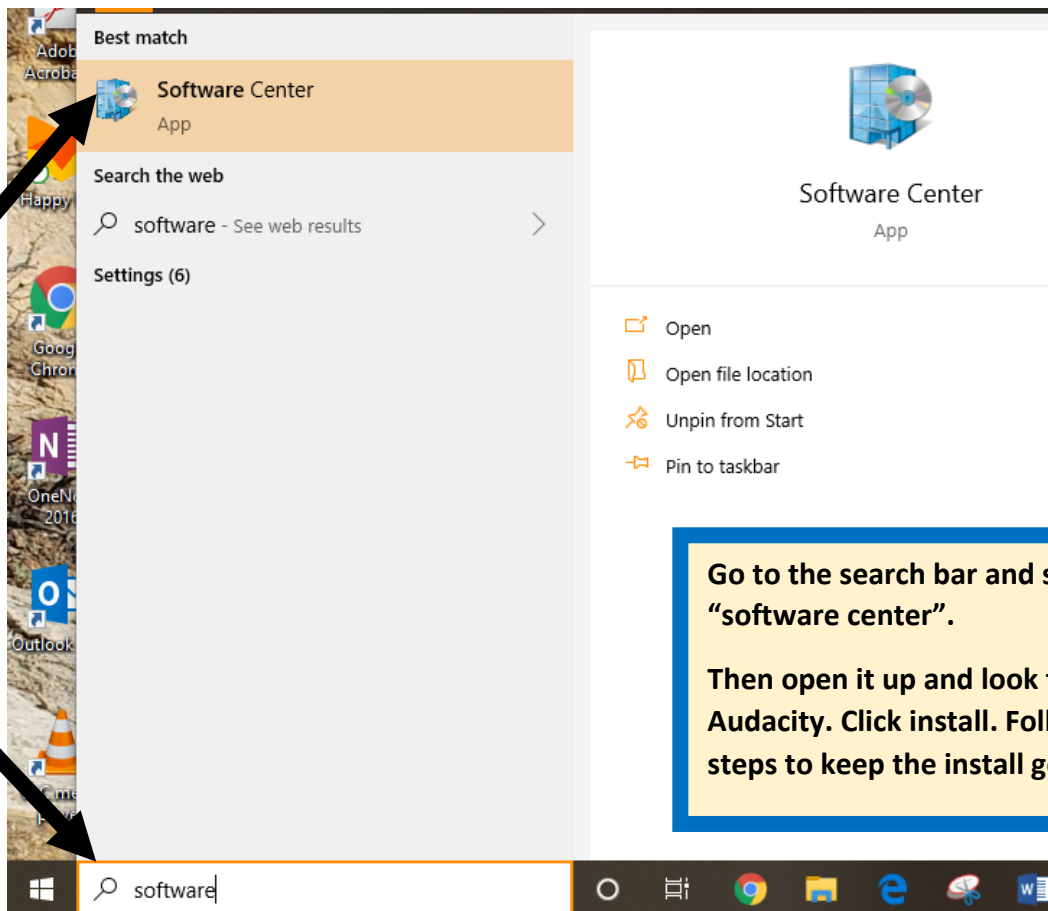 Adob
Acroba
Happy
Goog
Chron
N
OneN
2016
O
Outlook
Best match
Software Center
App
Search the web
software - See web results
Settings (6)
Software Center
App
Open
Open file location
Unpin from Start
Pin to taskbar
Go to the search bar and s
“software center”.
Then open it up and look
Audacity. Click install. Foll
steps to keep the install g
software
W